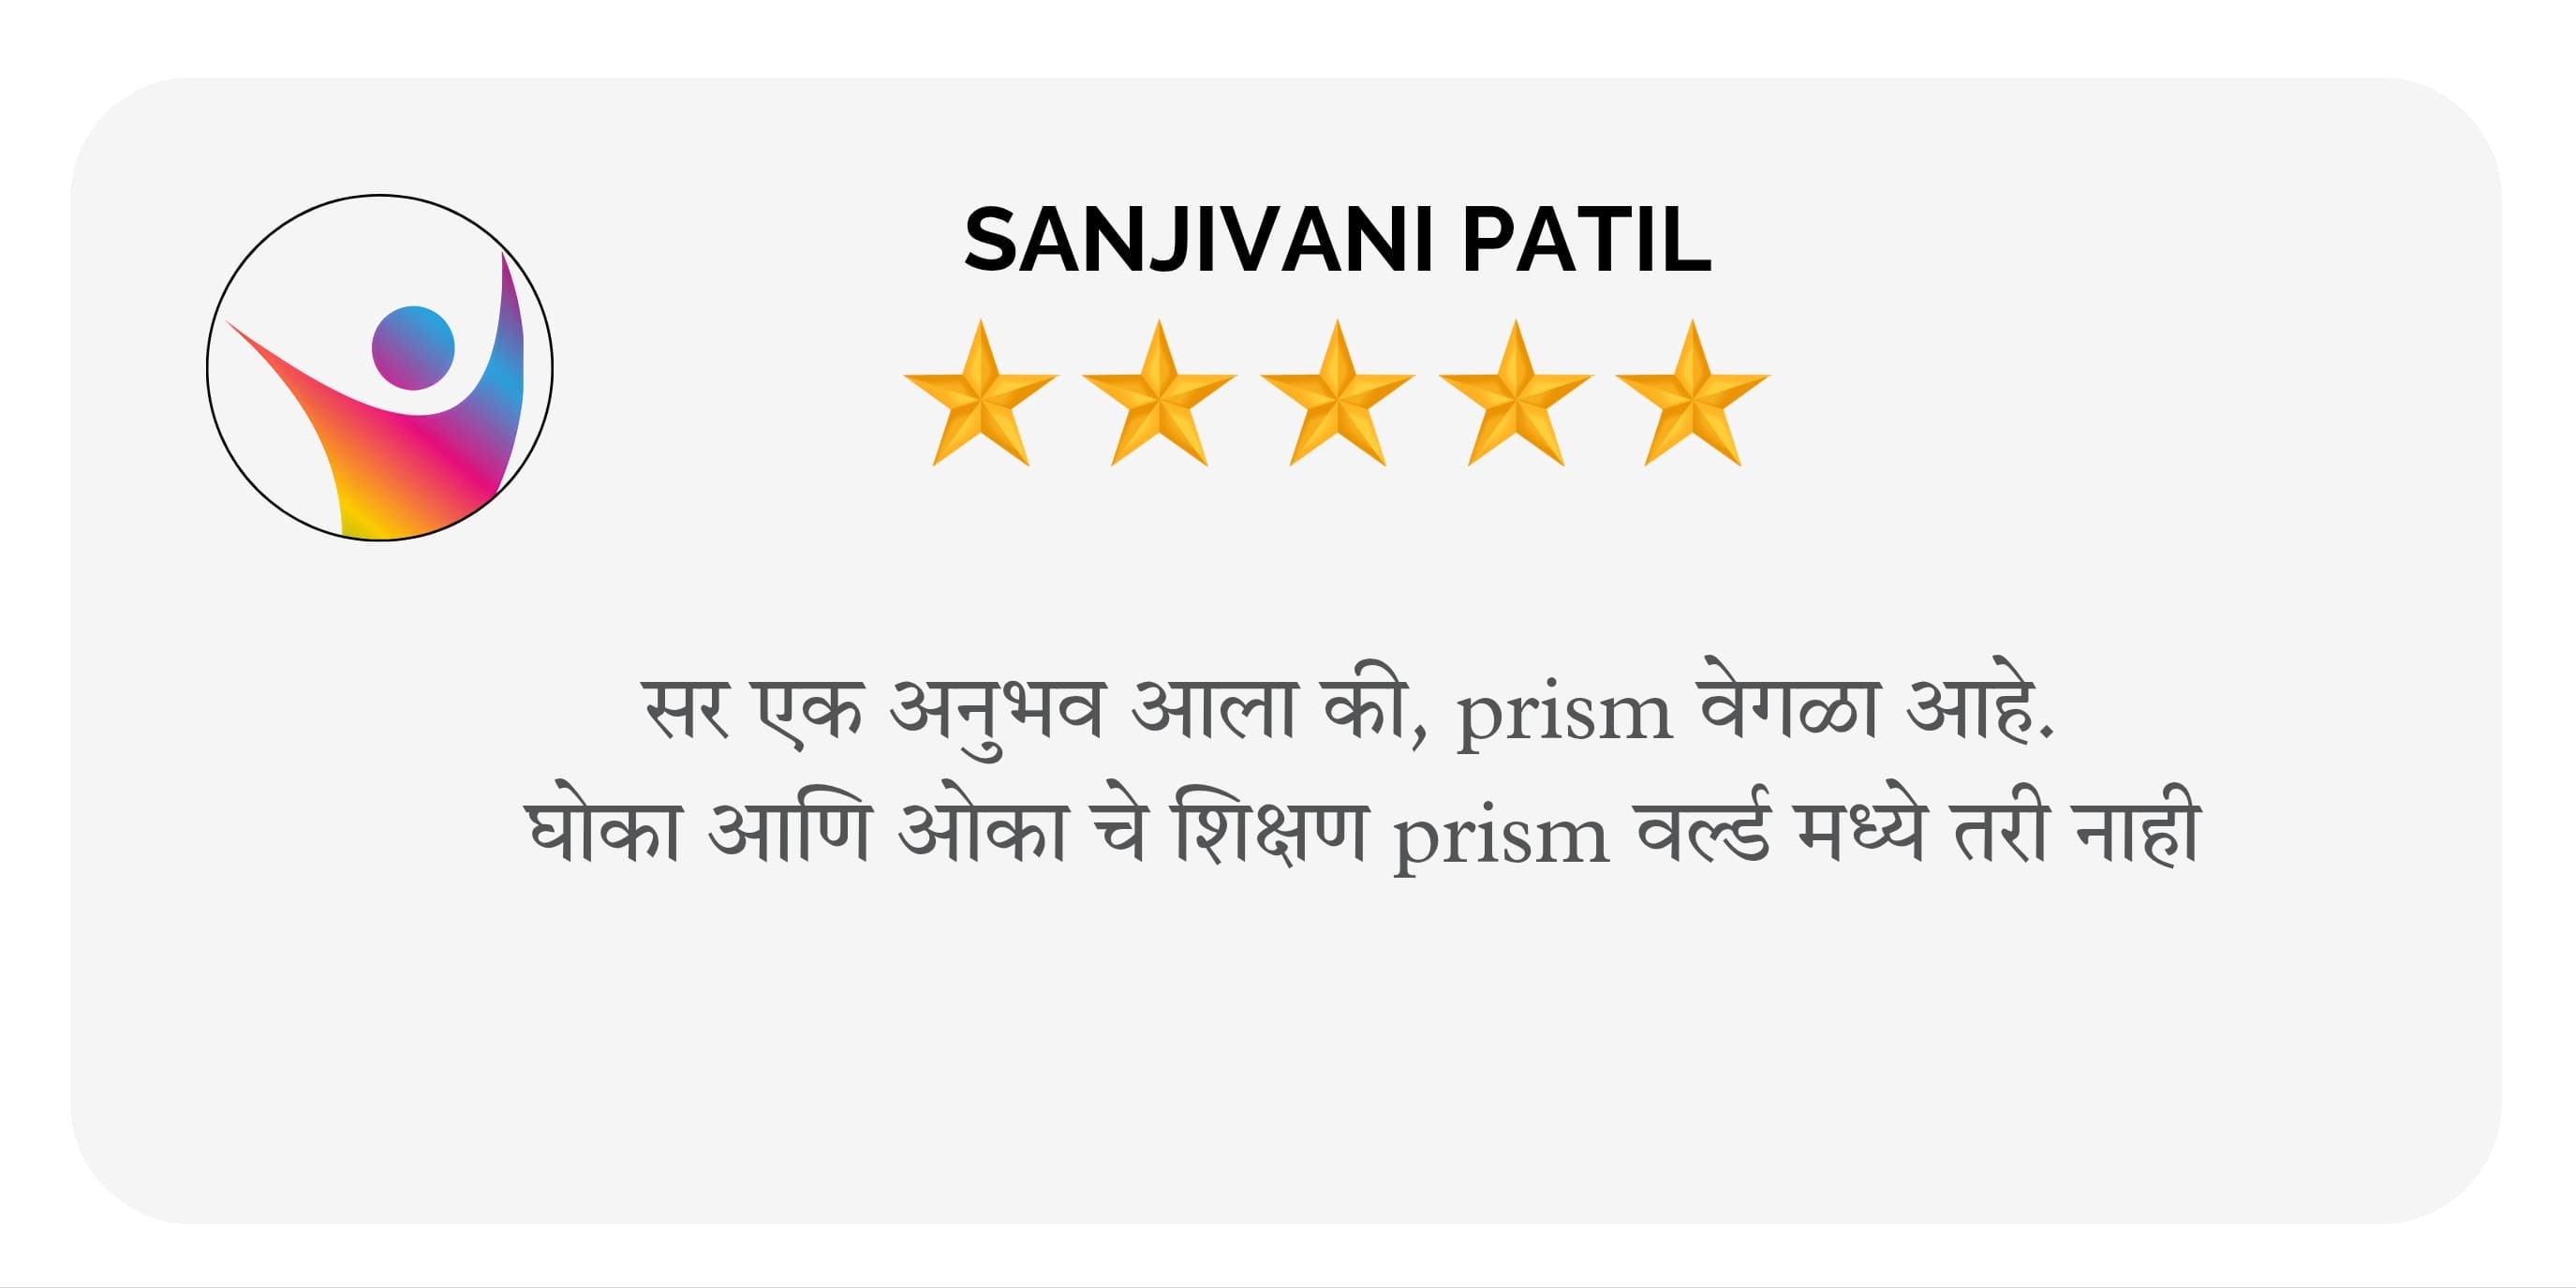 SANJIVANI PATIL
सर एक अनुभव आला की, prism वेगळा आहे.
घोका आणि ओका चे शिक्षण prism वर्ल्ड मध्ये तरी नाही